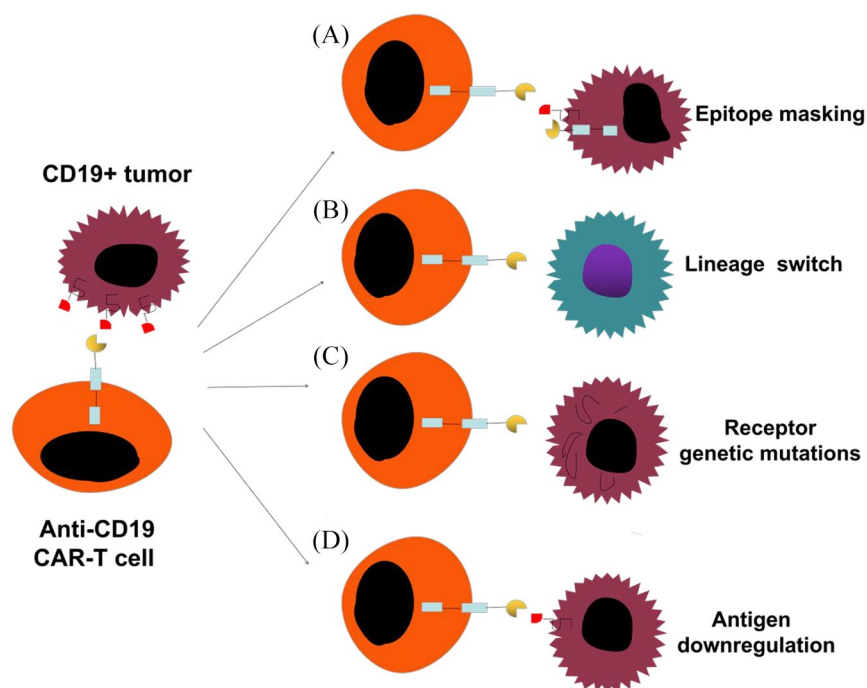 (A)
Epitope masking
CD19+ tumor
(B)
Lineage switch
(C)
Receptor
genetic mutations
Anti-CD19
CAR-T cell
(D)
Antigen
downregulation